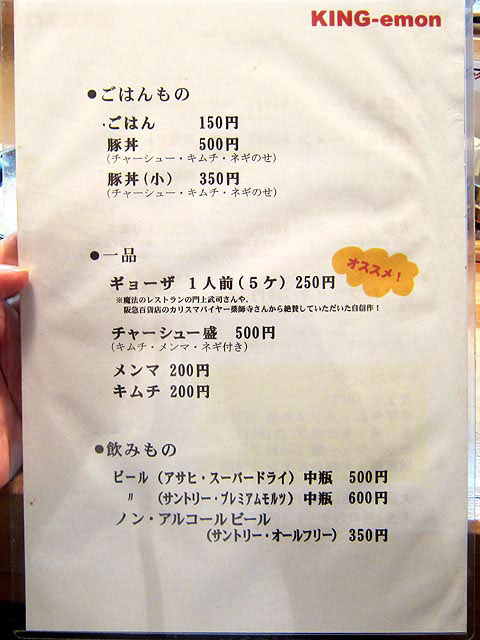 KING-emon
●ごはんもの
・ごはん 150円
豚丼 500円
(チャーシュー・キムチ・ネギのせ)
豚丼(小) 350円
(チャーシュー・キムチ・ネギのせ)
●一品
ギョーザ 1人前(5ケ) 250円
オススメ!
※魔法のレストランの門上武司さんや、
阪急百貨店のカリスマバイヤー薬師寺さんから絶賛していただいた自信作!
チャーシュー盛 500円
(キムチ・メンマ・ネギ付き)
メンマ 200円
キムチ 200円
●飲みもの
ビール (アサヒ・スーパードライ) 中瓶 500円
〃 (サントリー・プレミアムモルツ) 中瓶 600円
ノン・アルコールビール
(サントリー・オールフリー) 350円